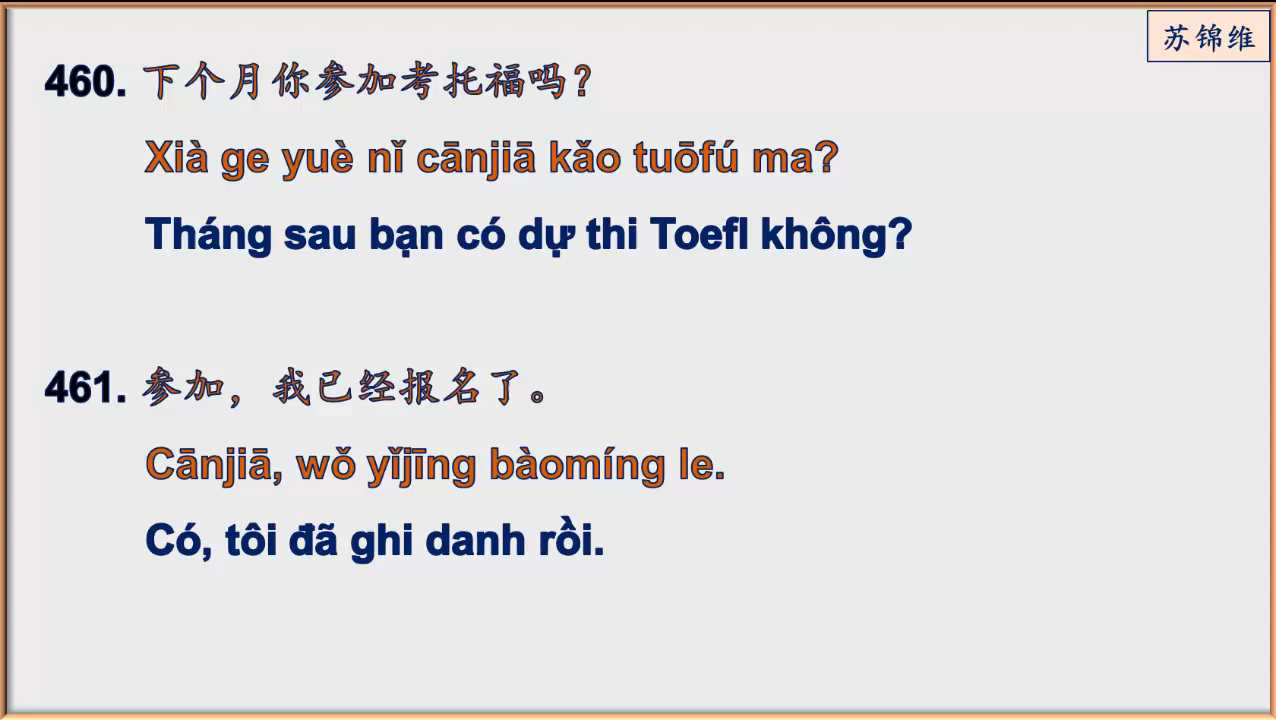 苏锦维
460. 下个月你参加考托福吗？
Xià ge yuè nǐ cānjiā kǎo tuōfú ma?
Tháng sau bạn có dự thi Toefl không?
461. 参加，我已经报名了。
Cānjiā, wǒ yǐjīng bàomíng le.
Có, tôi đã ghi danh rồi.